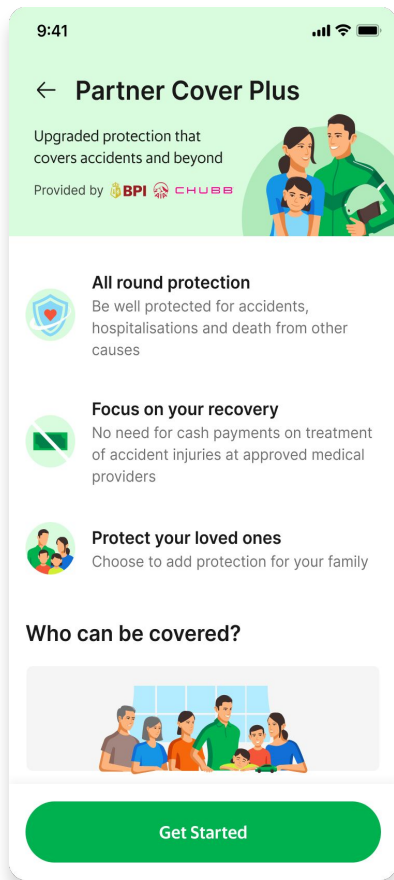 9:41
Partner Cover Plus
Upgraded protection that
covers accidents and beyond
Provided by BPI AIA CHUBB
All round protection
Be well protected for accidents,
hospitalisations and death from other
causes
Focus on your recovery
No need for cash payments on treatment
of accident injuries at approved medical
providers
Protect your loved ones
Choose to add protection for your family
Who can be covered?
Get Started